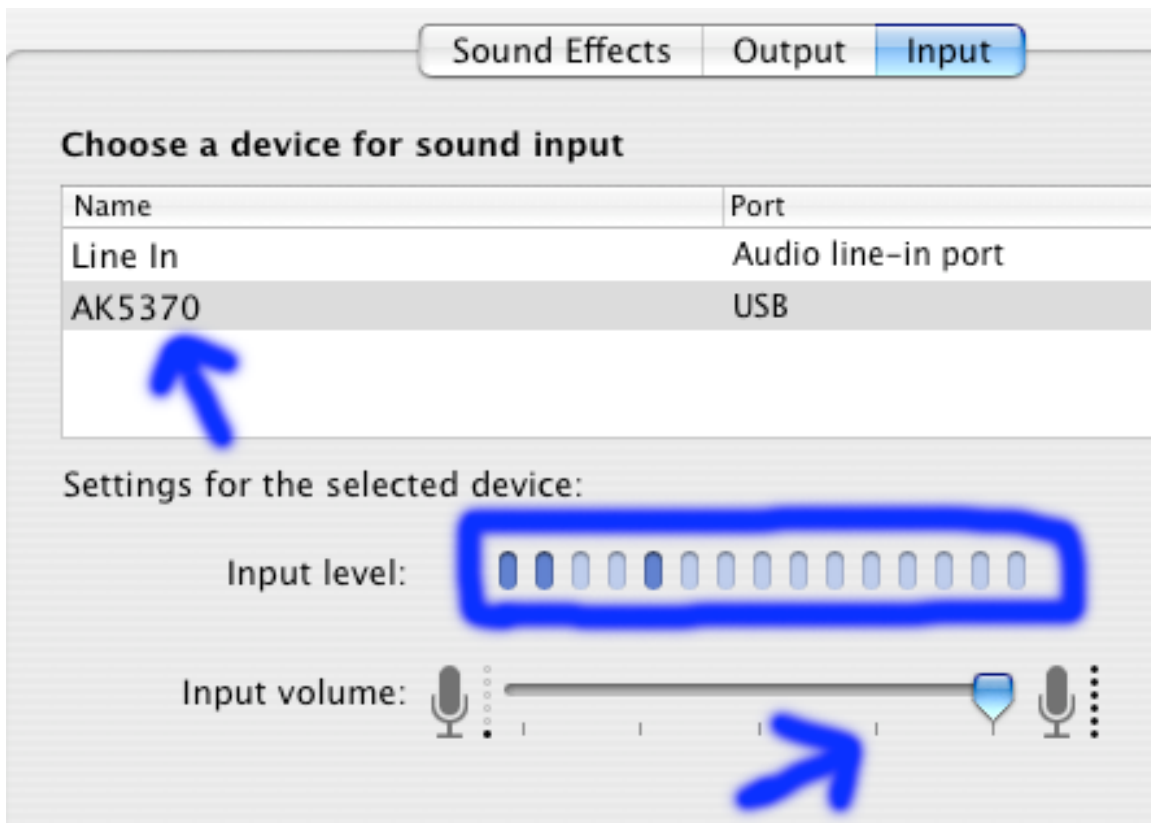 Sound Effects Output Input
Choose a device for sound input
Name Port
Line In Audio line-in port
AK5370 USB
Settings for the selected device:
Input level:
Input volume: